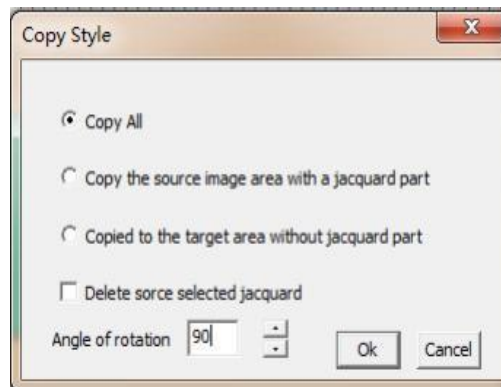 Copy Style
Copy All
Copy the source image area with a jacquard part
Copied to the target area without jacquard part
Delete sorce selected jacquard
Angle of rotation 90
Ok Cancel